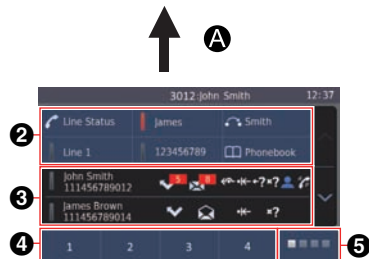 A
3012 John Smith 12:37
2
Line Status James Smith
Line 1 123456789 Phonebook
3
John Smith 5 8
111456789012
James Brown
111456789014
4
1 2 3 4
5